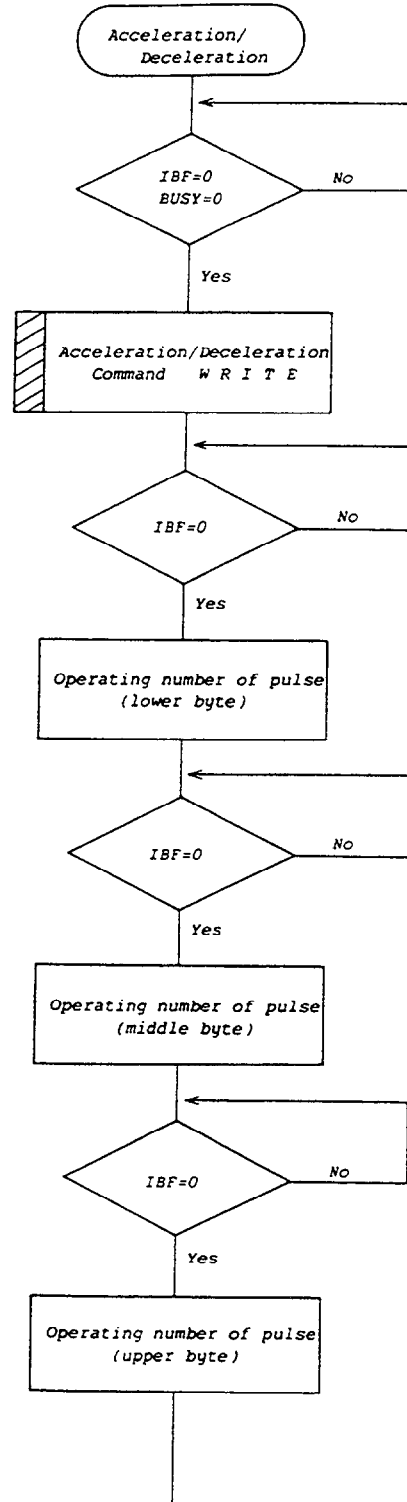 Acceleration/
Deceleration
IBF=0
BUSY=0
No
Yes
Acceleration/Deceleration
Command W R I T E
IBF=0
No
Yes
Operating number of pulse
(lower byte)
IBF=0
No
Yes
Operating number of pulse
(middle byte)
IBF=0
No
Yes
Operating number of pulse
(upper byte)